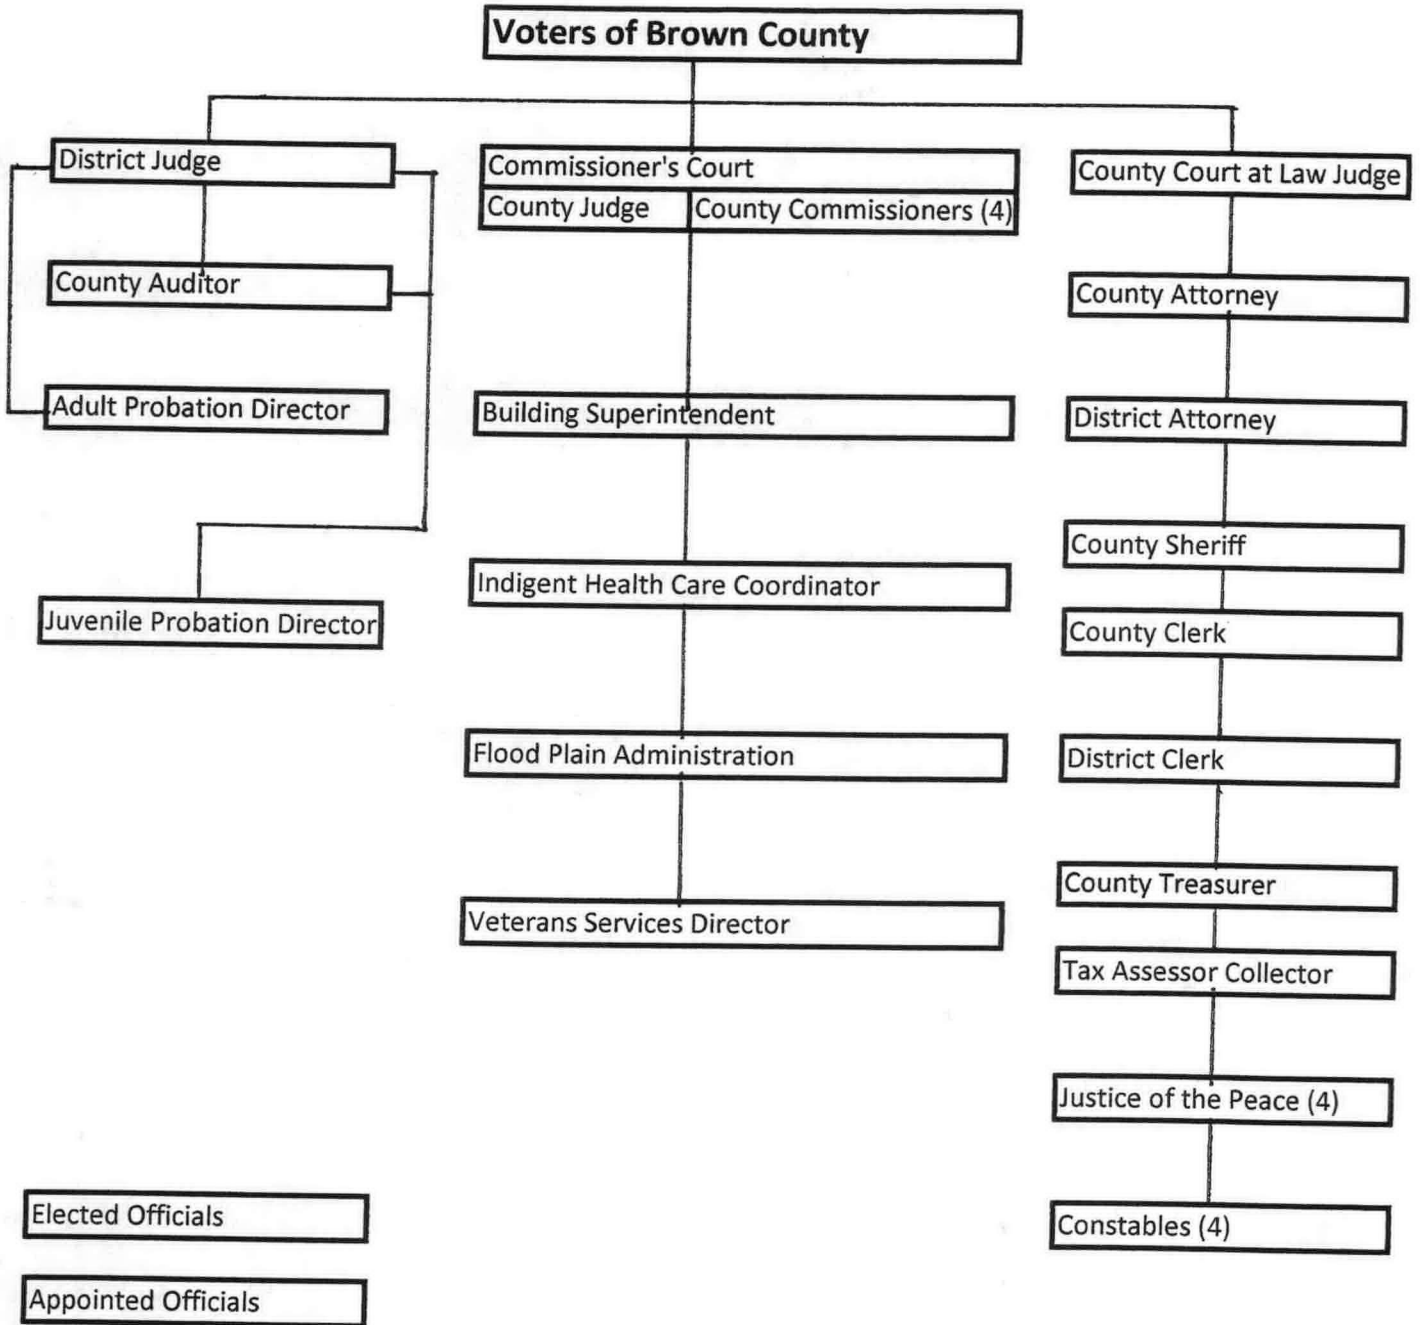 Voters of Brown County
District Judge
County Auditor
Adult Probation Director
Juvenile Probation Director
Commissioner's Court
County Judge
County Commissioners (4)
Building Superintendent
Indigent Health Care Coordinator
Flood Plain Administration
Veterans Services Director
County Court at Law Judge
County Attorney
District Attorney
County Sheriff
County Clerk
District Clerk
County Treasurer
Tax Assessor Collector
Justice of the Peace (4)
Constables (4)
Elected Officials
Appointed Officials